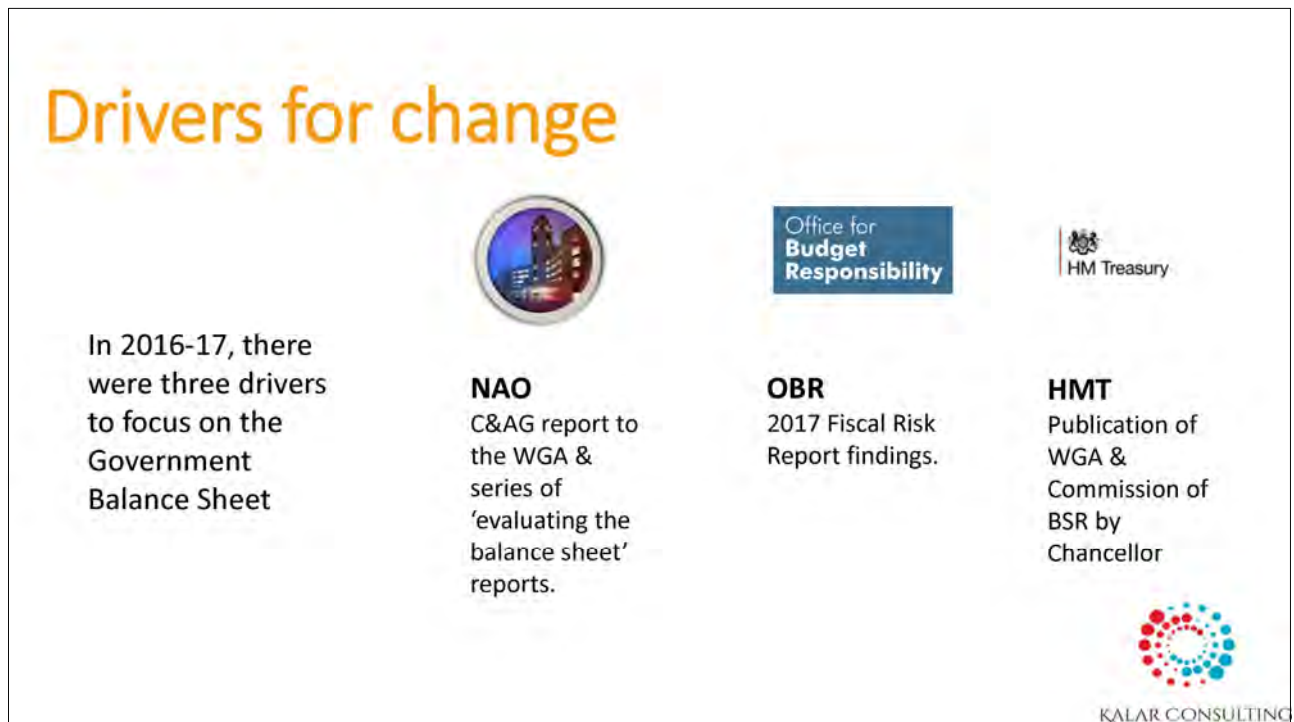 Drivers for change
In 2016-17, there
were three drivers
to focus on the
Government
Balance Sheet
NAO
C&AG report to
the WGA &
series of
‘evaluating the
balance sheet’
reports.
Office for
Budget
Responsibility
OBR
2017 Fiscal Risk
Report findings.
HM Treasury
HMT
Publication of
WGA &
Commission of
BSR by
Chancellor
KALAR CONSULTING